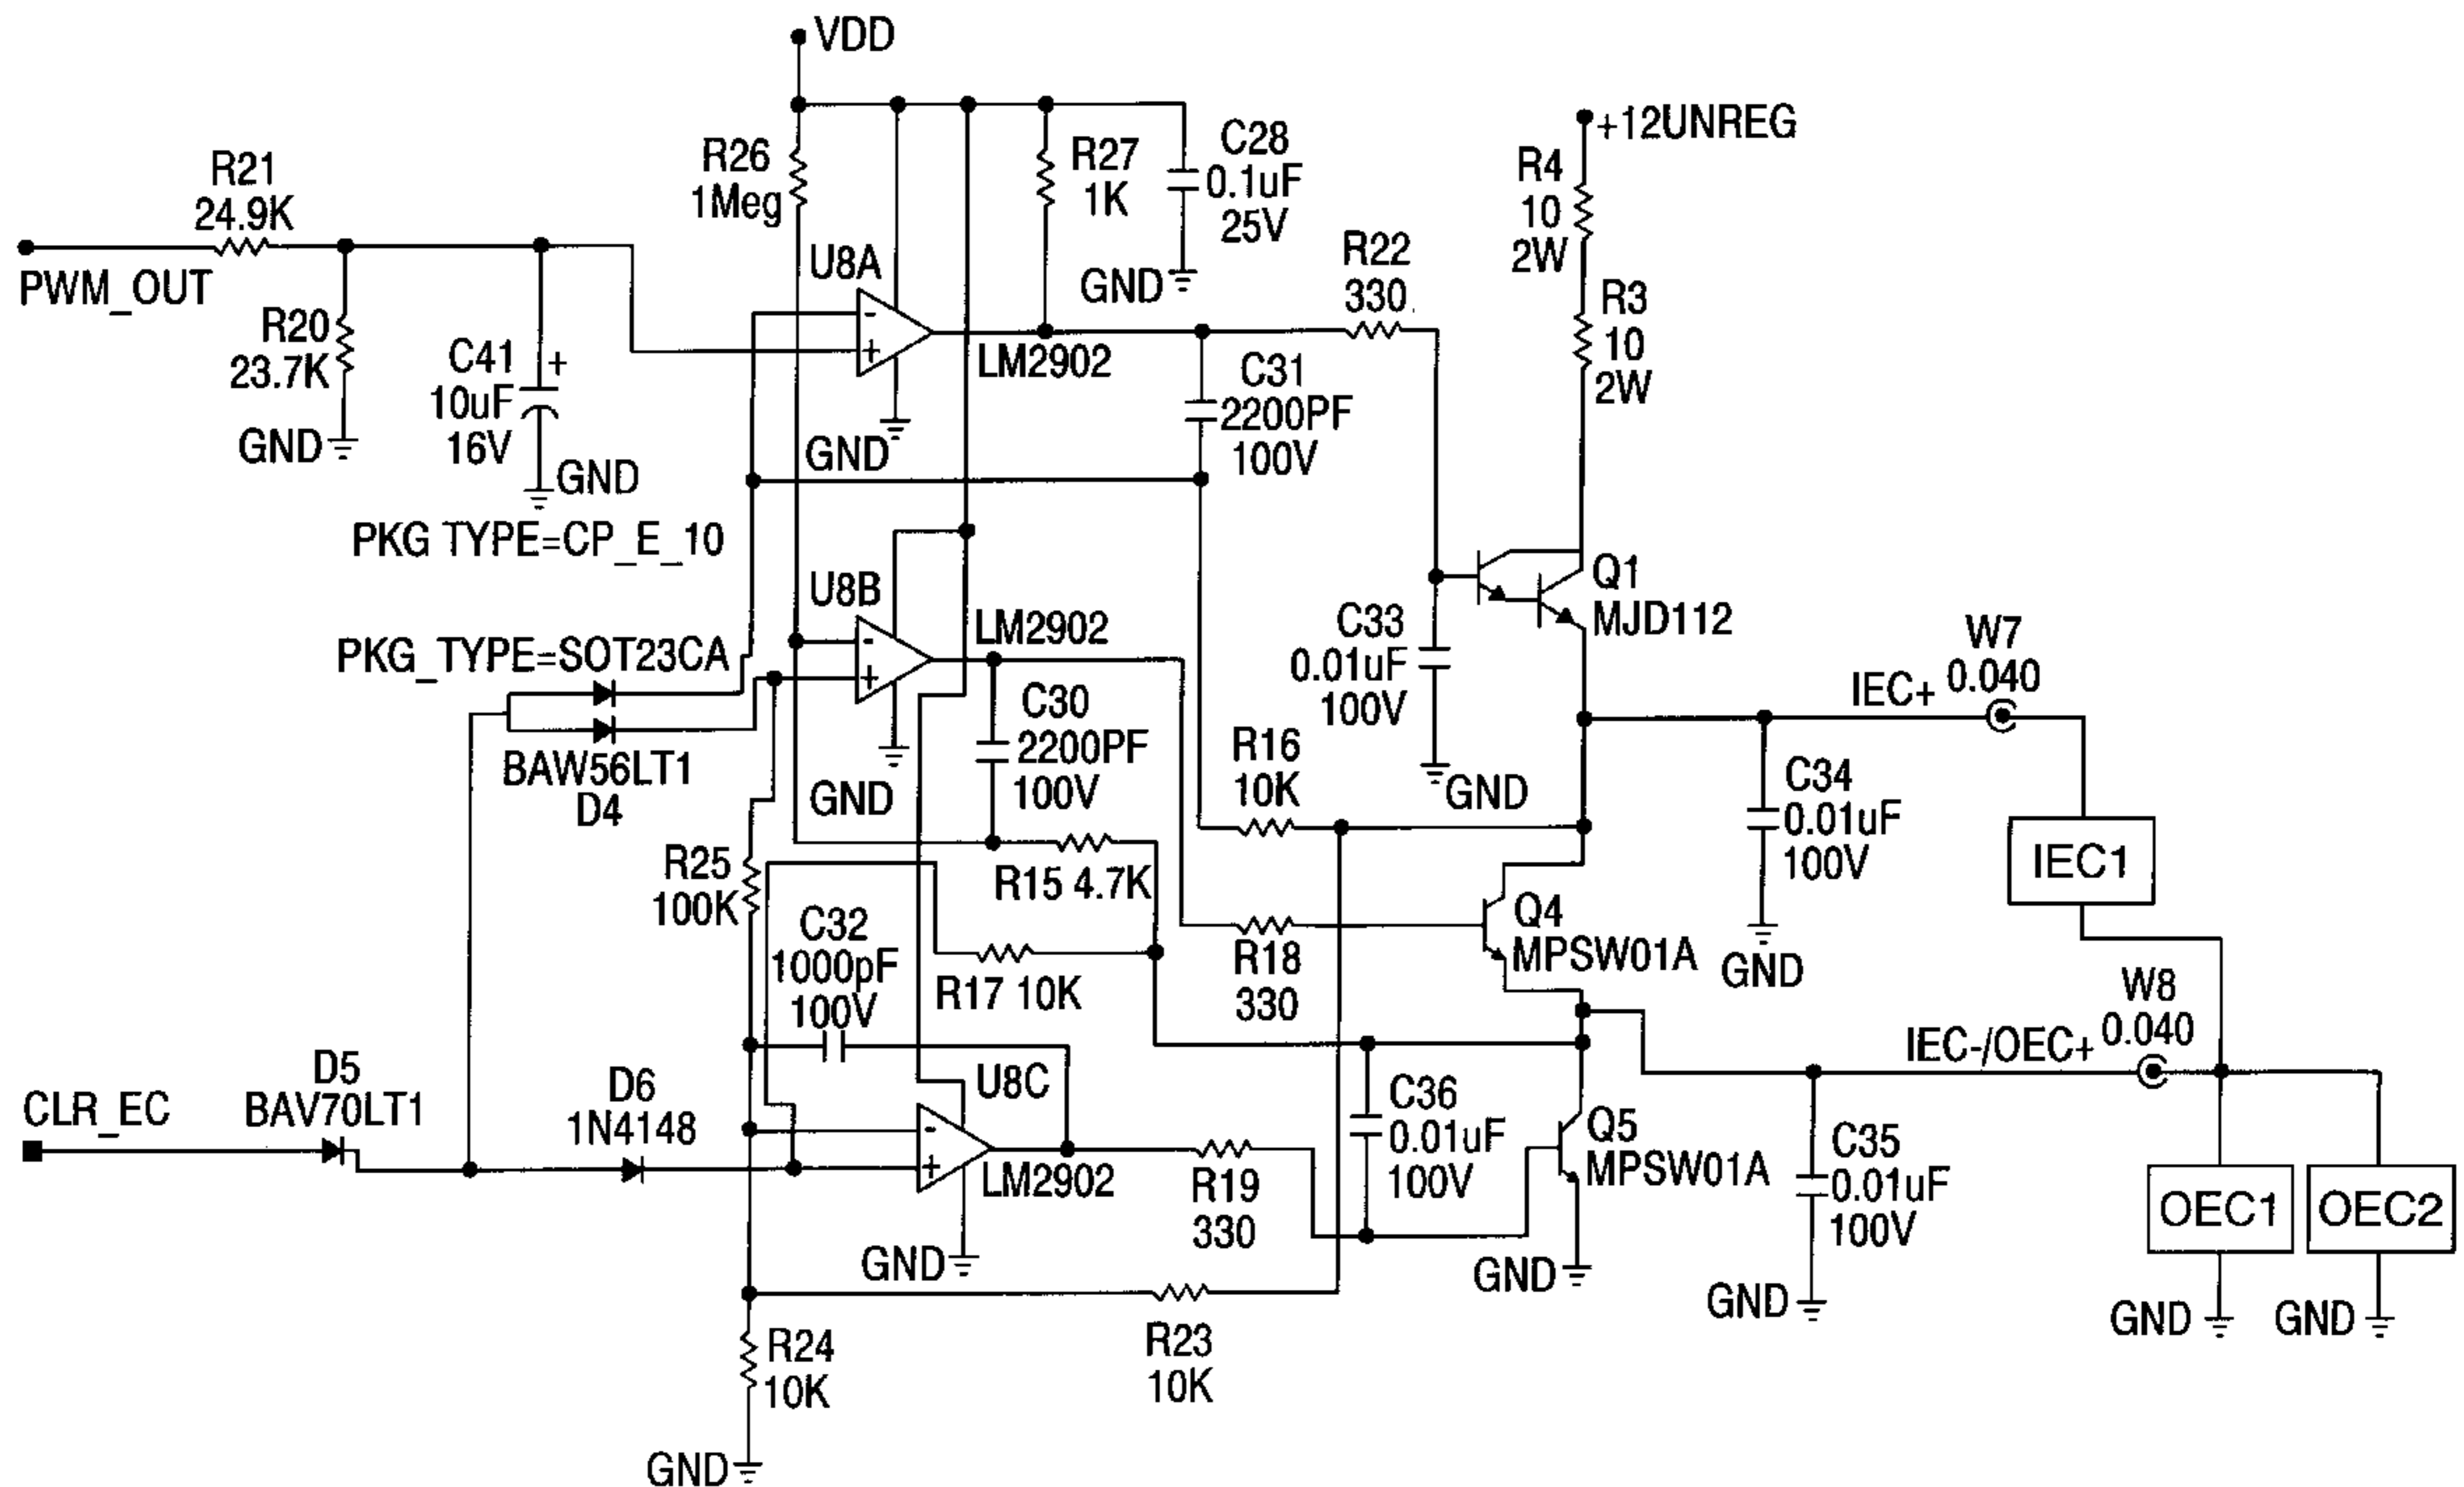 VDD
+12UNREG
R26
1Meg
R27
1K
C28
0.1uF
25V
GND
R4
10
2W
R3
10
2W
R21
24.9K
PWM_OUT
R20
23.7K
GND
C41
+
10uF
16V
GND
PKG TYPE=CP_E_10
U8A
-
+
LM2902
GND
R22
330
C31
2200PF
100V
U8B
-
+
LM2902
GND
PKG_TYPE=SOT23CA
BAW56LT1
D4
C30
2200PF
100V
C33
0.01uF
100V
GND
Q1
MJD112
W7
0.040
IEC+
R16
10K
C34
0.01uF
100V
GND
IEC1
R25
100K
R15 4.7K
C32
1000pF
100V
R17 10K
R18
330
Q4
MPSW01A
W8
0.040
IEC-/OEC+
CLR_EC
D5
BAV70LT1
D6
1N4148
U8C
-
+
LM2902
GND
R19
330
C36
0.01uF
100V
Q5
MPSW01A
GND
C35
0.01uF
100V
GND
OEC1
OEC2
GND
GND
R24
10K
GND
R23
10K